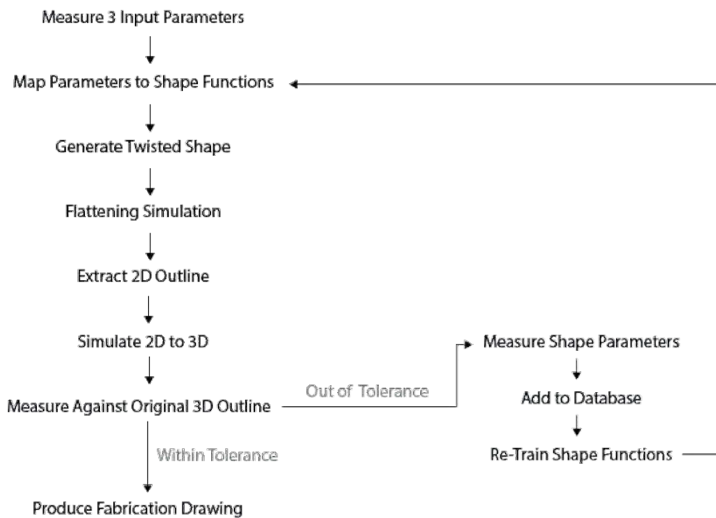 Measure 3 Input Parameters
Map Parameters to Shape Functions
Generate Twisted Shape
Flattening Simulation
Extract 2D Outline
Simulate 2D to 3D
Measure Against Original 3D Outline
Out of Tolerance
Within Tolerance
Produce Fabrication Drawing
Measure Shape Parameters
Add to Database
Re-Train Shape Functions